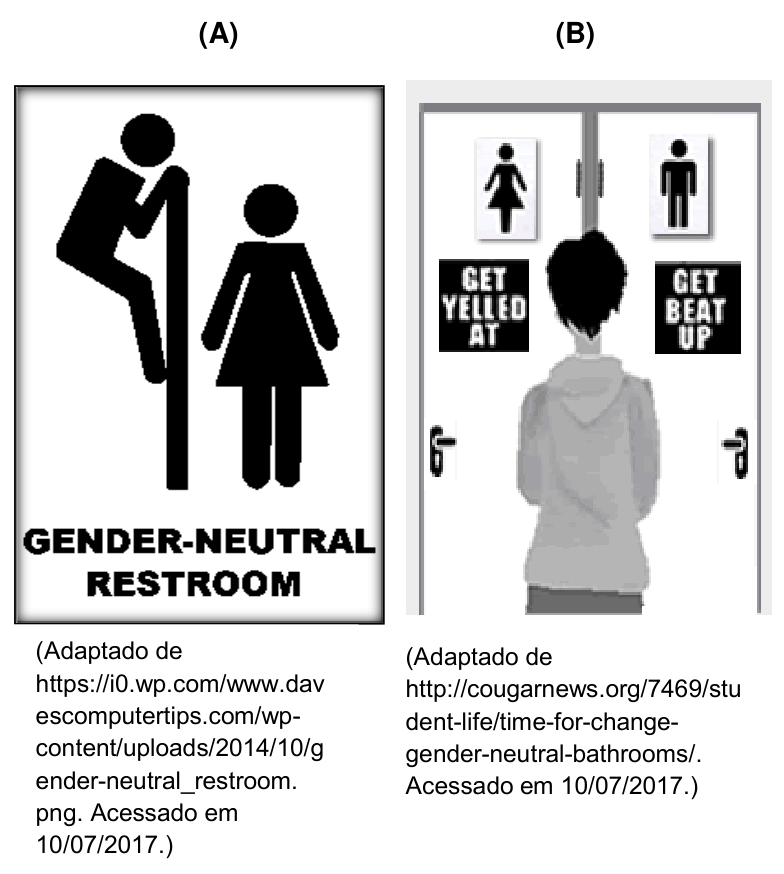 (A)
GENDER-NEUTRAL
RESTROOM
(Adaptado de
https://i0.wp.com/www.dav
escomputertips.com/wp-
content/uploads/2014/10/g
ender-neutral_restroom.
png. Acessado em
10/07/2017.)
(B)
GET
YELLED
AT
GET
BEAT
UP
(Adaptado de
http://cougarnews.org/7469/stu
dent-life/time-for-change-
gender-neutral-bathrooms/.
Acessado em 10/07/2017.)